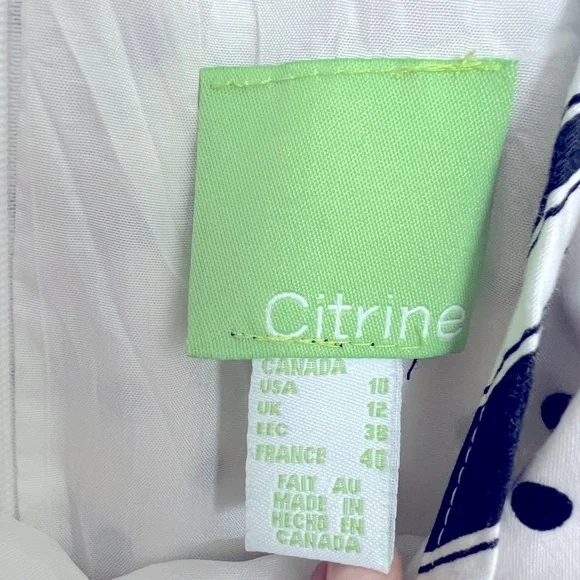 Citrine
CANADA
USA 10
UK 12
EEC 38
FRANCE 40
FAIT AU
MADE IN
HECHO EN
CANADA